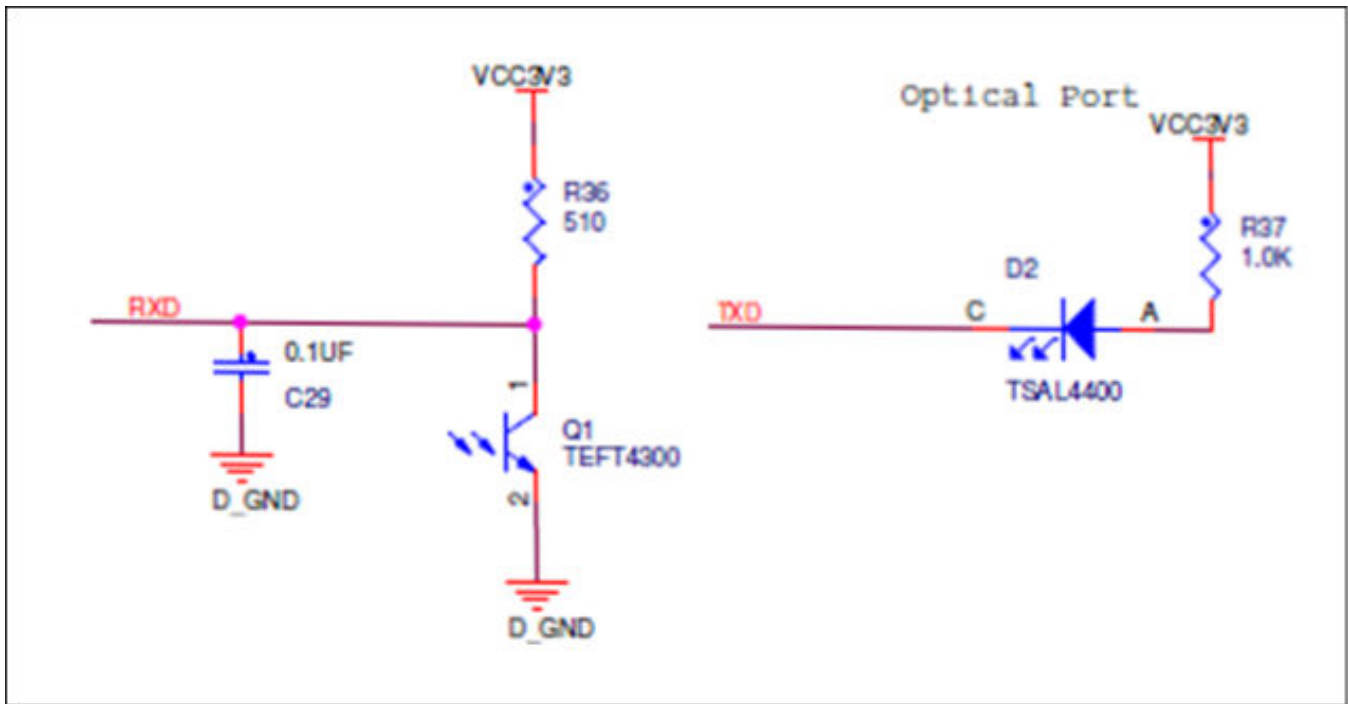 VCC3V3
R36
510
RXD
0.1UF
C29
D_GND
1
Q1
TEFT4300
2
D_GND
Optical Port
VCC3V3
R37
1.0K
D2
TXD
C
A
TSAL4400